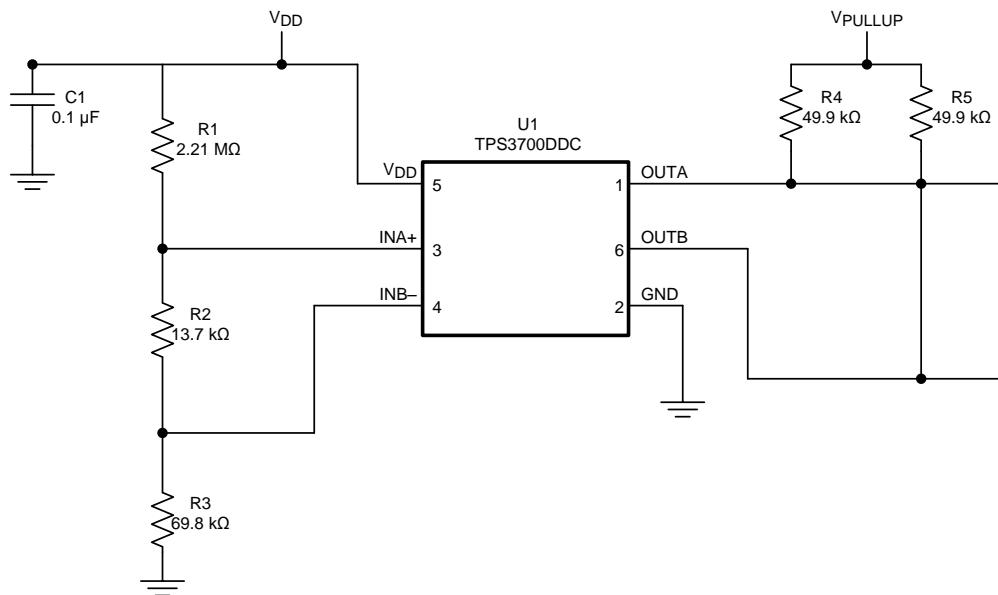 VDD
VPULLUP
C1
0.1 µF
R1
2.21 MΩ
R4
49.9 kΩ
R5
49.9 kΩ
U1
TPS3700DDC
VDD
5
1
OUTA
INA+
3
6
OUTB
INB–
4
2
GND
R2
13.7 kΩ
R3
69.8 kΩ